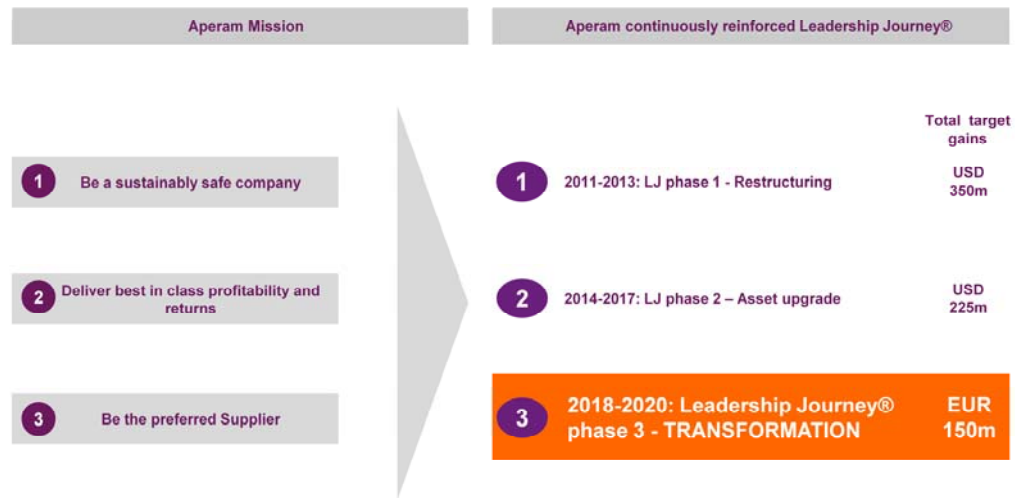 Aperam Mission
Aperam continuously reinforced Leadership Journey®
Total target
gains
1
Be a sustainably safe company
1
2011-2013: LJ phase 1 - Restructuring
USD
350m
2
Deliver best in class profitability and
returns
2
2014-2017: LJ phase 2 – Asset upgrade
USD
225m
3
Be the preferred Supplier
3
2018-2020: Leadership Journey®
phase 3 - TRANSFORMATION
EUR
150m